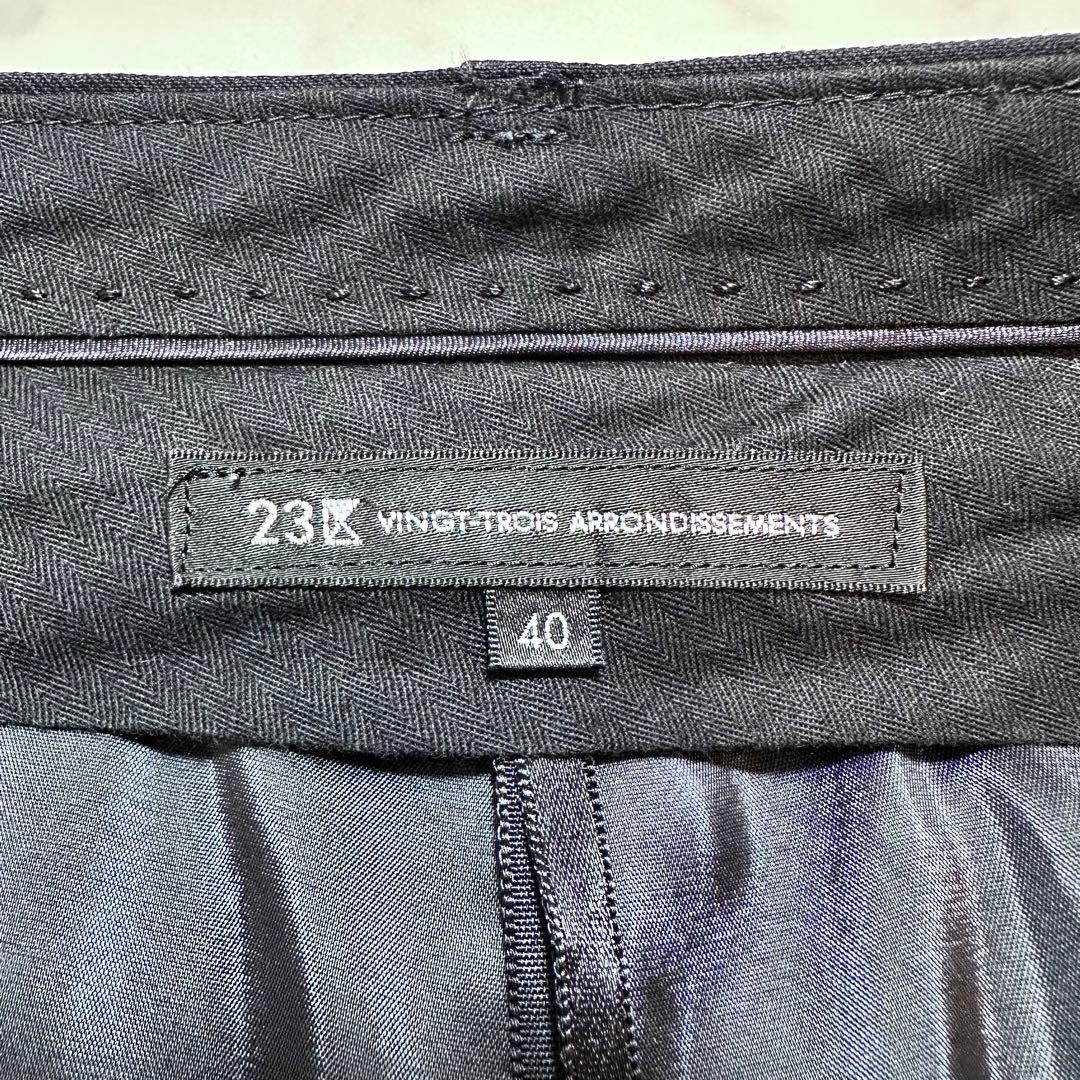 23区 VINGT-TROIS ARRONDISSEMENTS
40